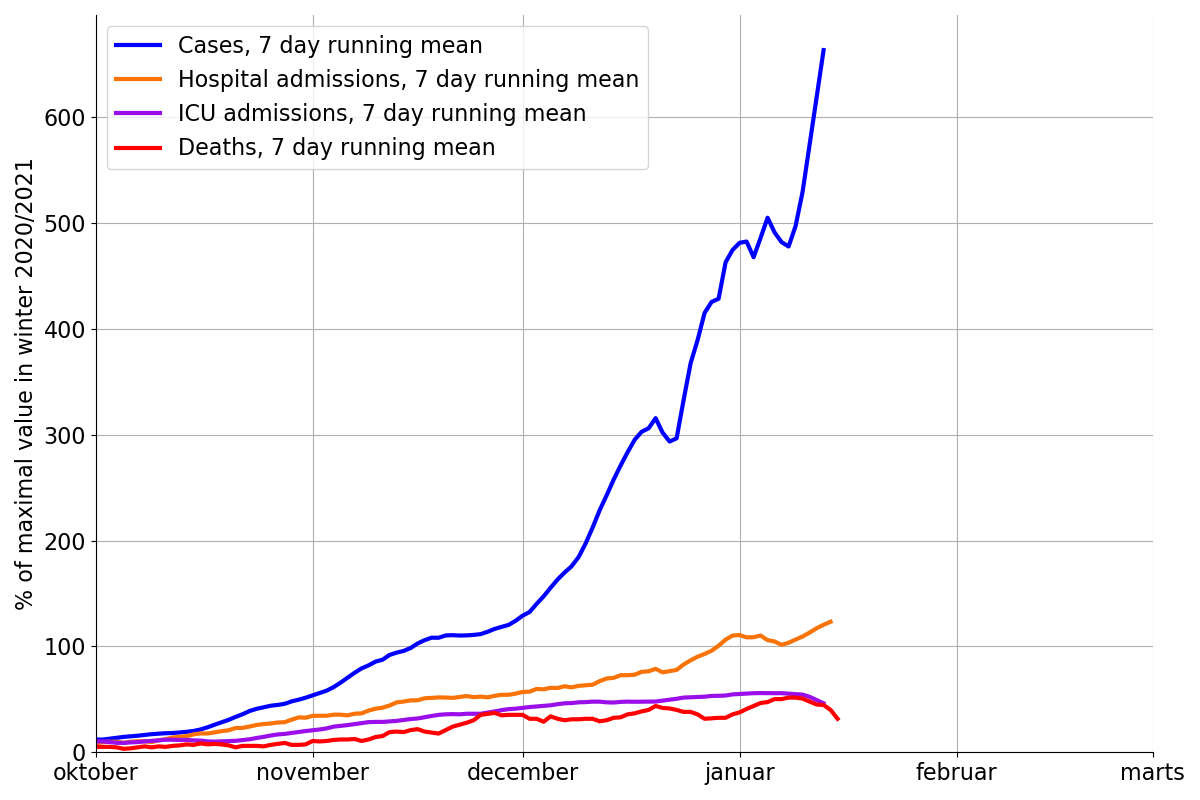 Cases, 7 day running mean
Hospital admissions, 7 day running mean
ICU admissions, 7 day running mean
Deaths, 7 day running mean
% of maximal value in winter 2020/2021
600
500
400
300
200
100
0
oktober november december januar februar marts